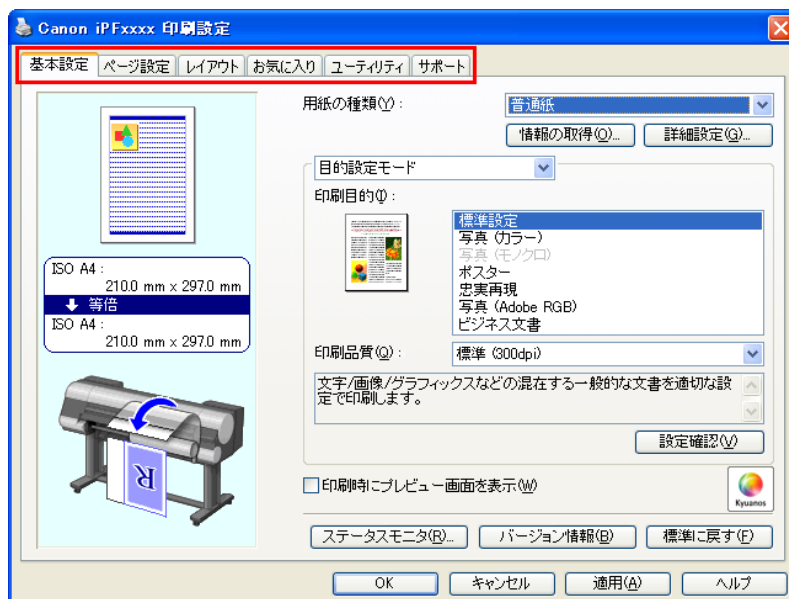 Canon iPFxxxx 印刷設定
基本設定 ページ設定 レイアウト お気に入り ユーティリティ サポート
用紙の種類(Y) : 普通紙
情報の取得(O)... 詳細設定(G)...
目的設定モード
印刷目的(I) :
標準設定
写真 (カラー)
写真 (モノクロ)
ポスター
忠実再現
写真 (Adobe RGB)
ビジネス文書
ISO A4 :
210.0 mm x 297.0 mm
等倍
ISO A4 :
210.0 mm x 297.0 mm
印刷品質(Q) : 標準 (300dpi)
文字/画像/グラフィックスなどの混在する一般的な文書を適切な設
定で印刷します。
設定確認(V)
R
印刷時にプレビュー画面を表示(W)
Kyuanos
ステータスモニタ(R)... バージョン情報(B) 標準に戻す(F)
OK キャンセル 適用(A) ヘルプ